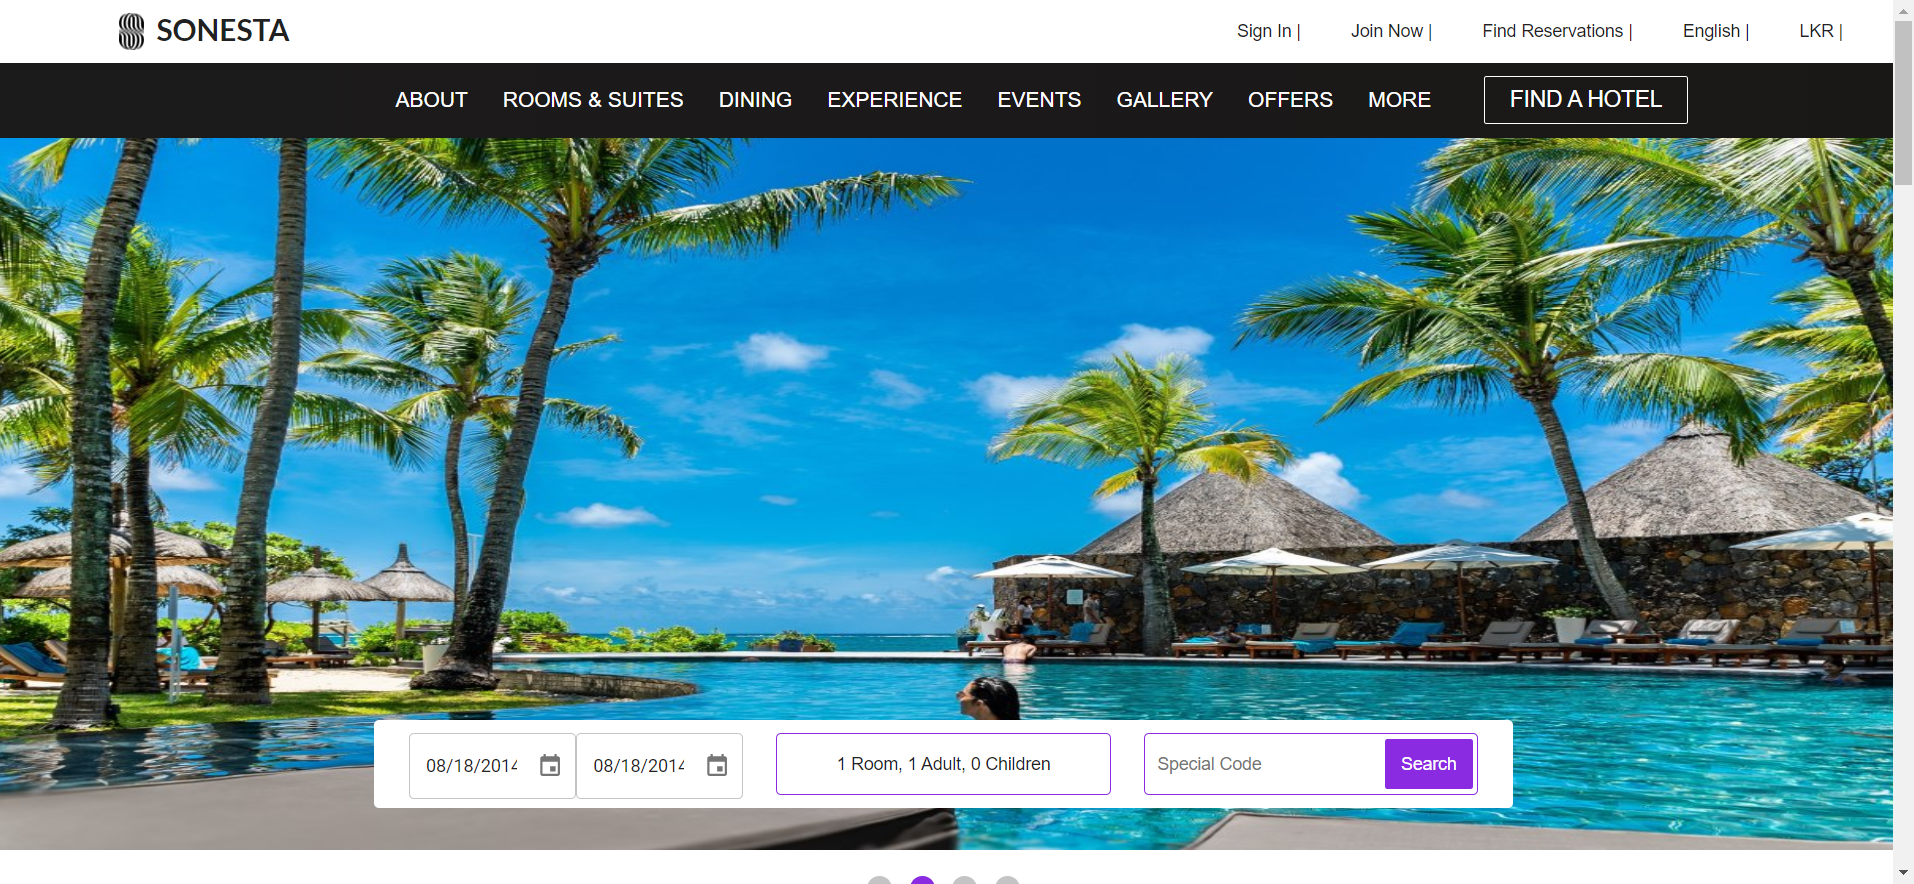 SONESTA
Sign In |
Join Now |
Find Reservations |
English |
LKR |
ABOUT
ROOMS & SUITES
DINING
EXPERIENCE
EVENTS
GALLERY
OFFERS
MORE
FIND A HOTEL
08/18/2014
08/18/2014
1 Room, 1 Adult, 0 Children
Special Code
Search